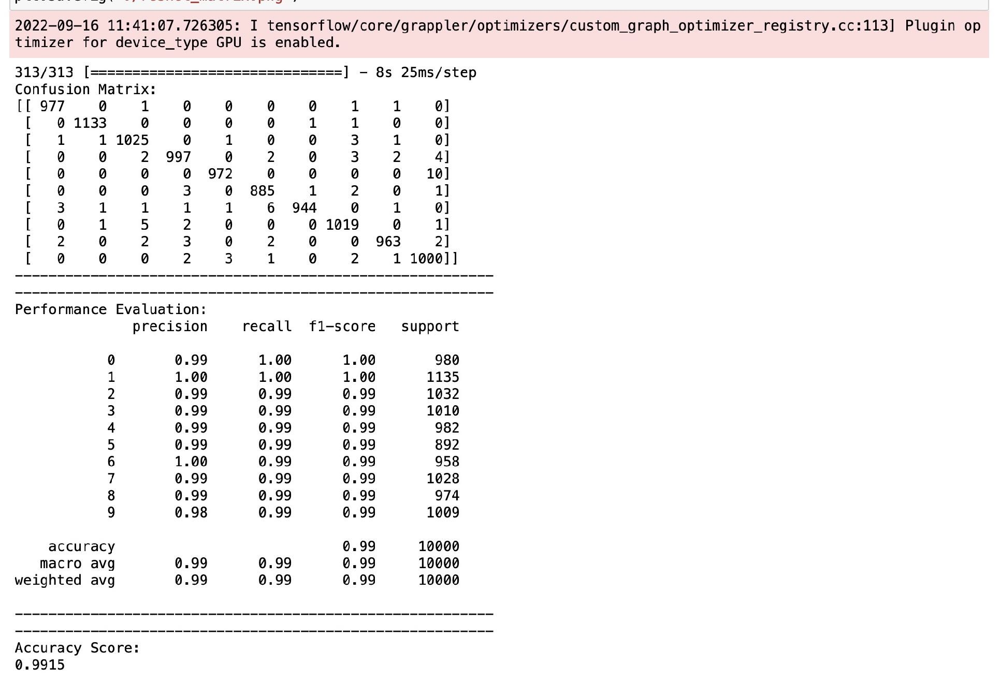 2022-09-16 11:41:07.726305: I tensorflow/core/grappler/optimizers/custom_graph_optimizer_registry.cc:113] Plugin op
timizer for device_type GPU is enabled.
313/313 [==============================] - 8s 25ms/step
Confusion Matrix:
[[ 977    0    1    0    0    0    0    1    1    0]
 [   0 1133    0    0    0    0    1    1    0    0]
 [   1    1 1025    0    1    0    0    3    1    0]
 [   0    0    2  997    0    2    0    3    2    4]
 [   0    0    0    0  972    0    0    0    0   10]
 [   0    0    0    3    0  885    1    2    0    1]
 [   3    1    1    1    1    6  944    0    1    0]
 [   0    1    5    2    0    0    0 1019    0    1]
 [   2    0    2    3    0    2    0    0  963    2]
 [   0    0    0    2    3    1    0    2    1 1000]]
---------------------------------------------------------
---------------------------------------------------------
Performance Evaluation:
              precision    recall  f1-score   support

           0       0.99      1.00      1.00       980
           1       1.00      1.00      1.00      1135
           2       0.99      0.99      0.99      1032
           3       0.99      0.99      0.99      1010
           4       0.99      0.99      0.99       982
           5       0.99      0.99      0.99       892
           6       1.00      0.99      0.99       958
           7       0.99      0.99      0.99      1028
           8       0.99      0.99      0.99       974
           9       0.98      0.99      0.99      1009

    accuracy                           0.99     10000
   macro avg       0.99      0.99      0.99     10000
weighted avg       0.99      0.99      0.99     10000

---------------------------------------------------------
---------------------------------------------------------
Accuracy Score:
0.9915